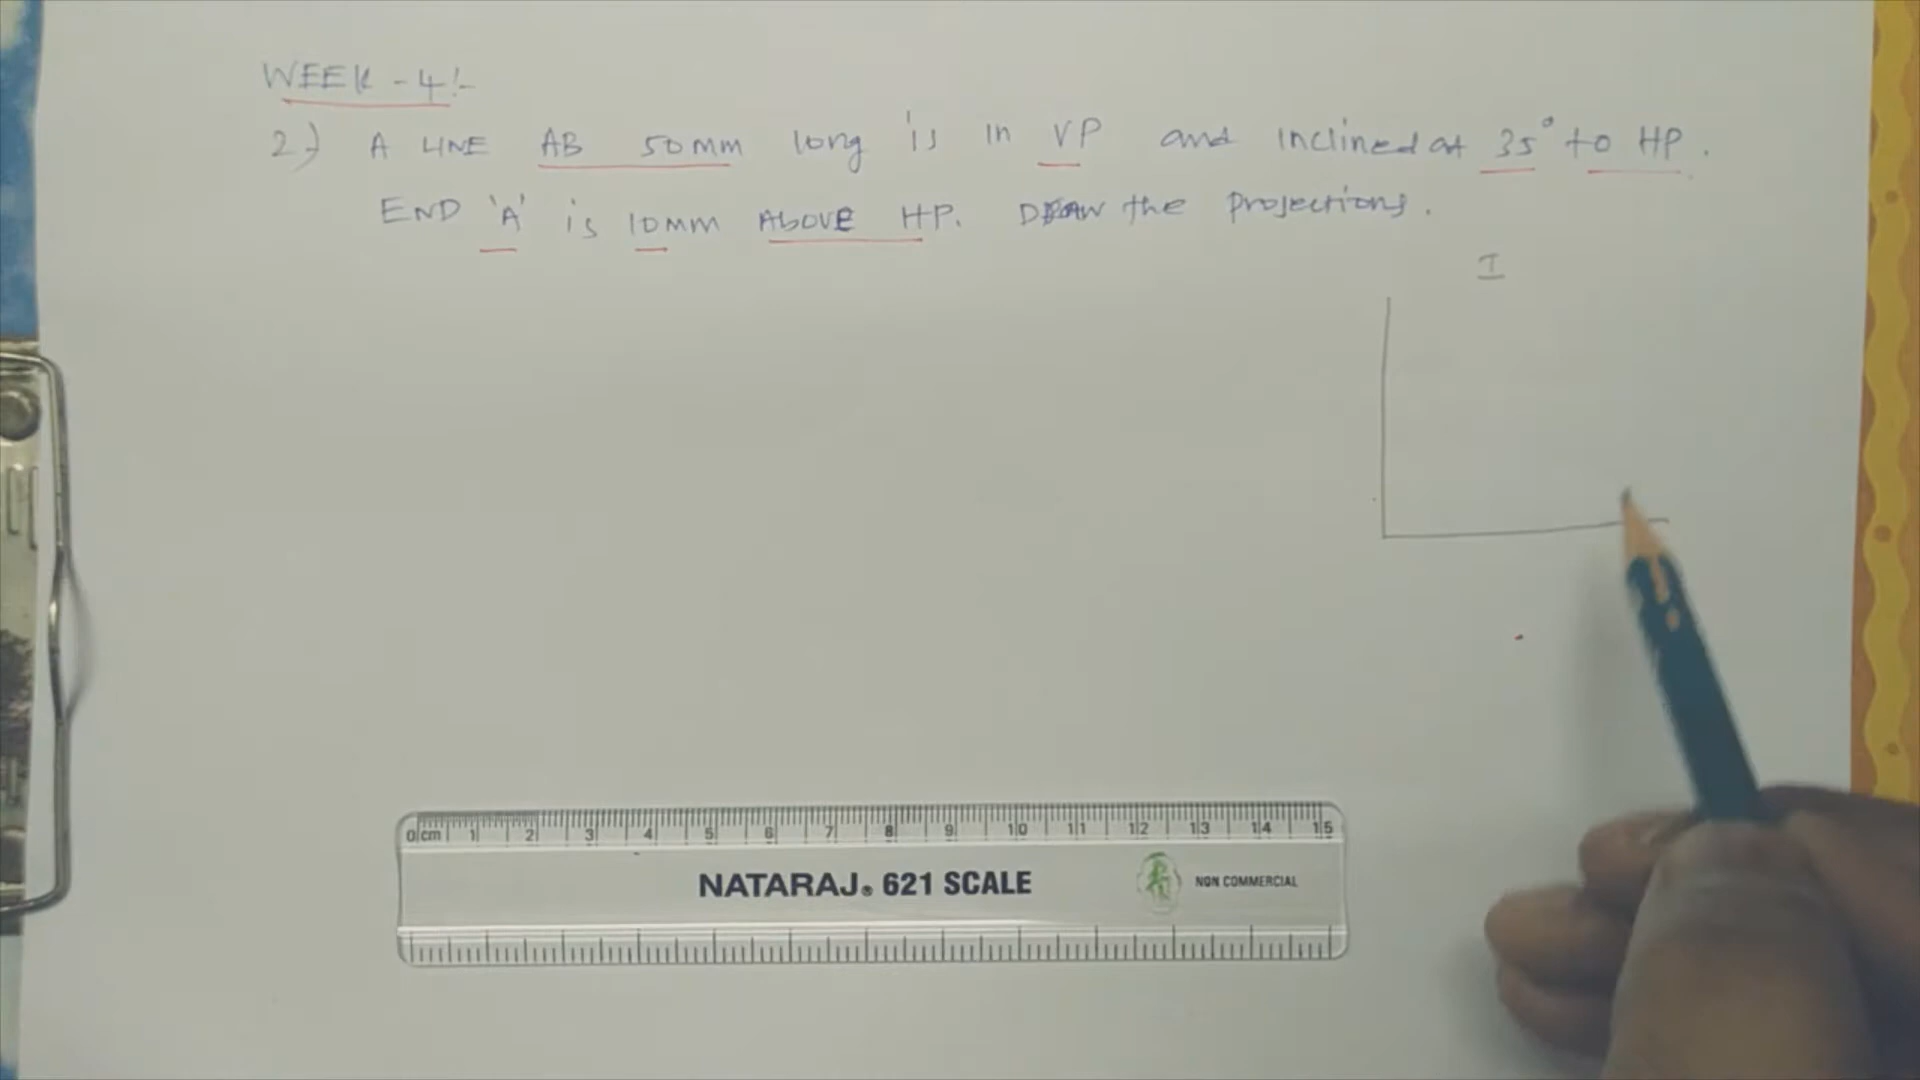 WEEK - 4:-
2) A LINE AB 50MM long is in VP and inclined at 35° to HP.
END 'A' is 10MM ABOVE HP. DRAW the projections.
I
0 cm 1 2 3 4 5 6 7 8 9 10 11 12 13 14 15
NATARAJ® 621 SCALE NON COMMERCIAL